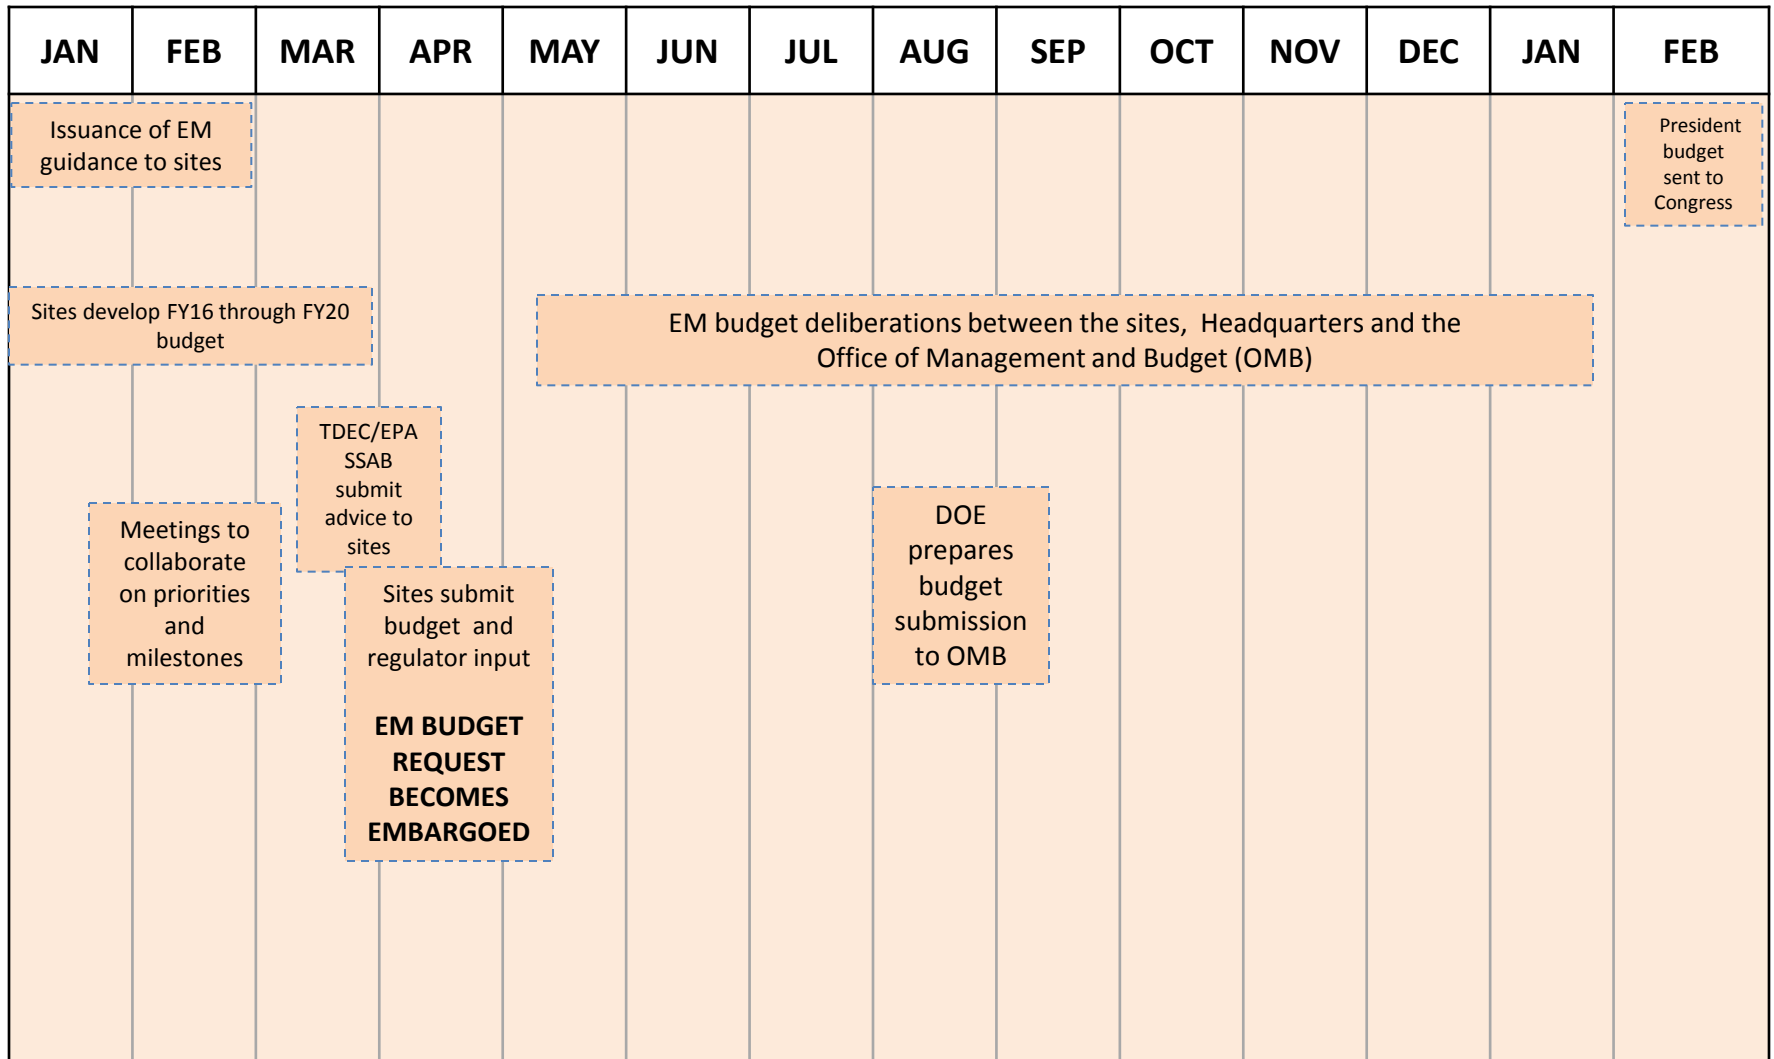 JAN FEB MAR APR MAY JUN JUL AUG SEP OCT NOV DEC JAN FEB
Issuance of EM
guidance to sites
President
budget
sent to
Congress
Sites develop FY16 through FY20
budget
EM budget deliberations between the sites, Headquarters and the
Office of Management and Budget (OMB)
TDEC/EPA
SSAB
submit
advice to
sites
Meetings to
collaborate
on priorities
and
milestones
Sites submit
budget and
regulator input
EM BUDGET
REQUEST
BECOMES
EMBARGOED
DOE
prepares
budget
submission
to OMB